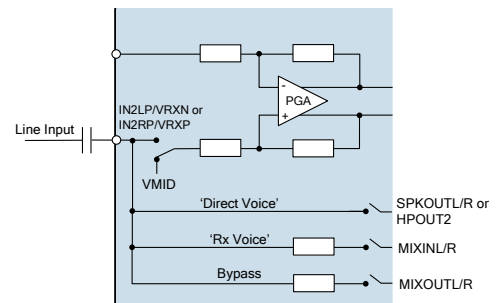 -
PGA
+
IN2LP/VRXN or
IN2RP/VRXP
Line Input
VMID
'Direct Voice'
SPKOUTL/R or
HPOUT2
'Rx Voice'
MIXINL/R
Bypass
MIXOUTL/R